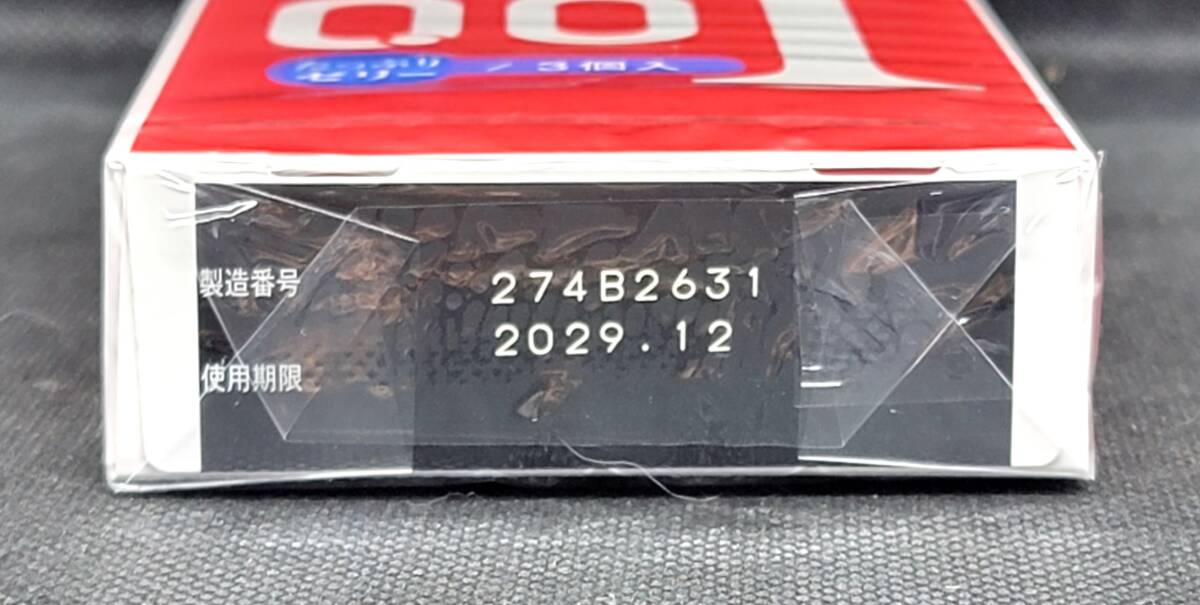 001
たっぷり
ゼリー / 3個入
製造番号 274B2631
2029.12
使用期限